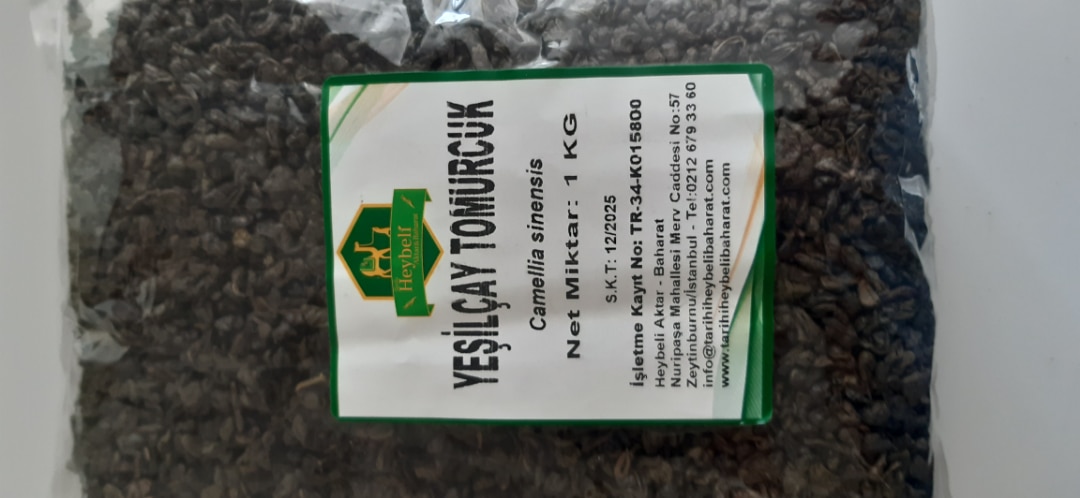 Heybeli
YEŞİLÇAY TOMURCUK
Camellia sinensis
Net Miktar: 1 KG
S.K.T: 12/2025
İşletme Kayıt No: TR-34-K015800
Heybeli Aktar - Baharat
Nuripaşa Mahallesi Merv Caddesi No:57
Zeytinburnu/İstanbul - Tel:0212 679 33 60
info@tarihiheybelibaharat.com
www.tarihiheybelibaharat.com